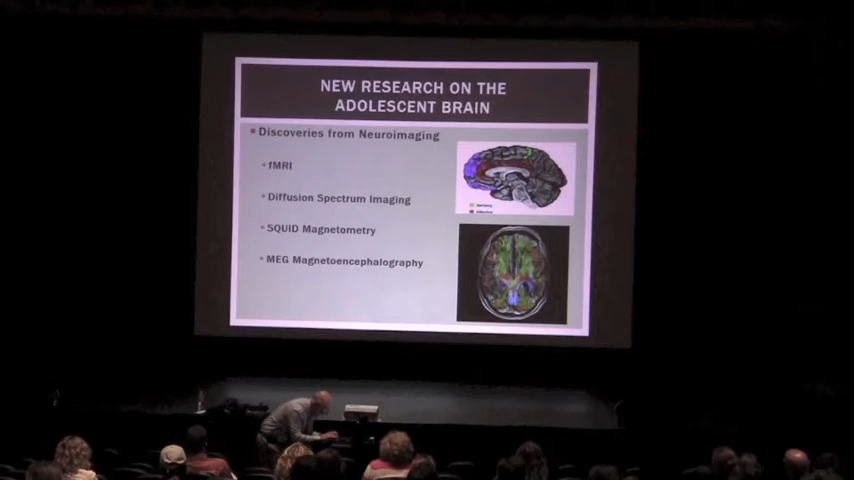 NEW RESEARCH ON THE
ADOLESCENT BRAIN
Discoveries from Neuroimaging
fMRI
Diffusion Spectrum Imaging
SQUID Magnetometry
MEG Magnetoencephalography